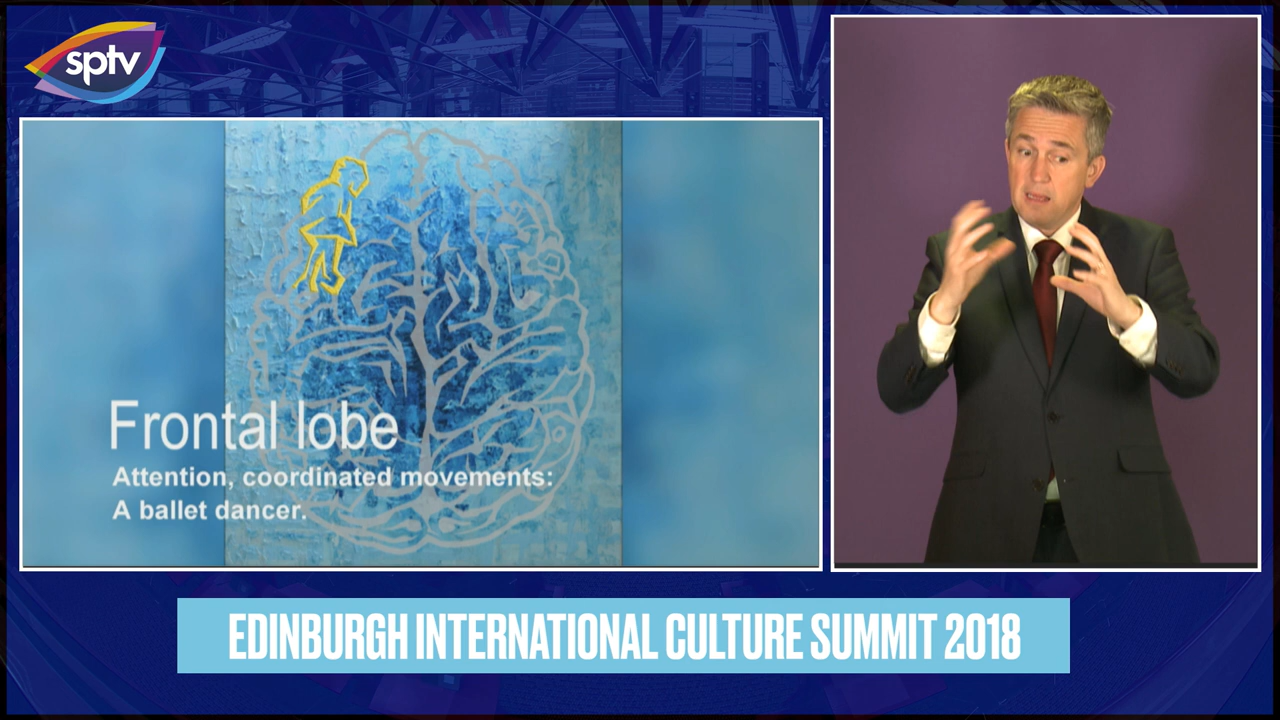 sptv
Frontal lobe
Attention, coordinated movements:
A ballet dancer.
EDINBURGH INTERNATIONAL CULTURE SUMMIT 2018